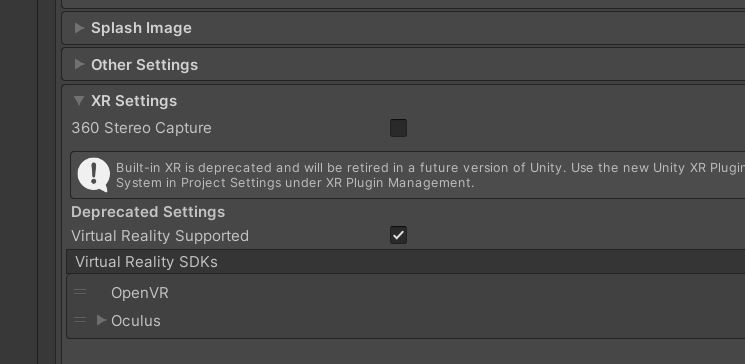 Splash Image
Other Settings
XR Settings
360 Stereo Capture
Built-in XR is deprecated and will be retired in a future version of Unity. Use the new Unity XR Plugin
System in Project Settings under XR Plugin Management.
Deprecated Settings
Virtual Reality Supported
Virtual Reality SDKs
OpenVR
Oculus